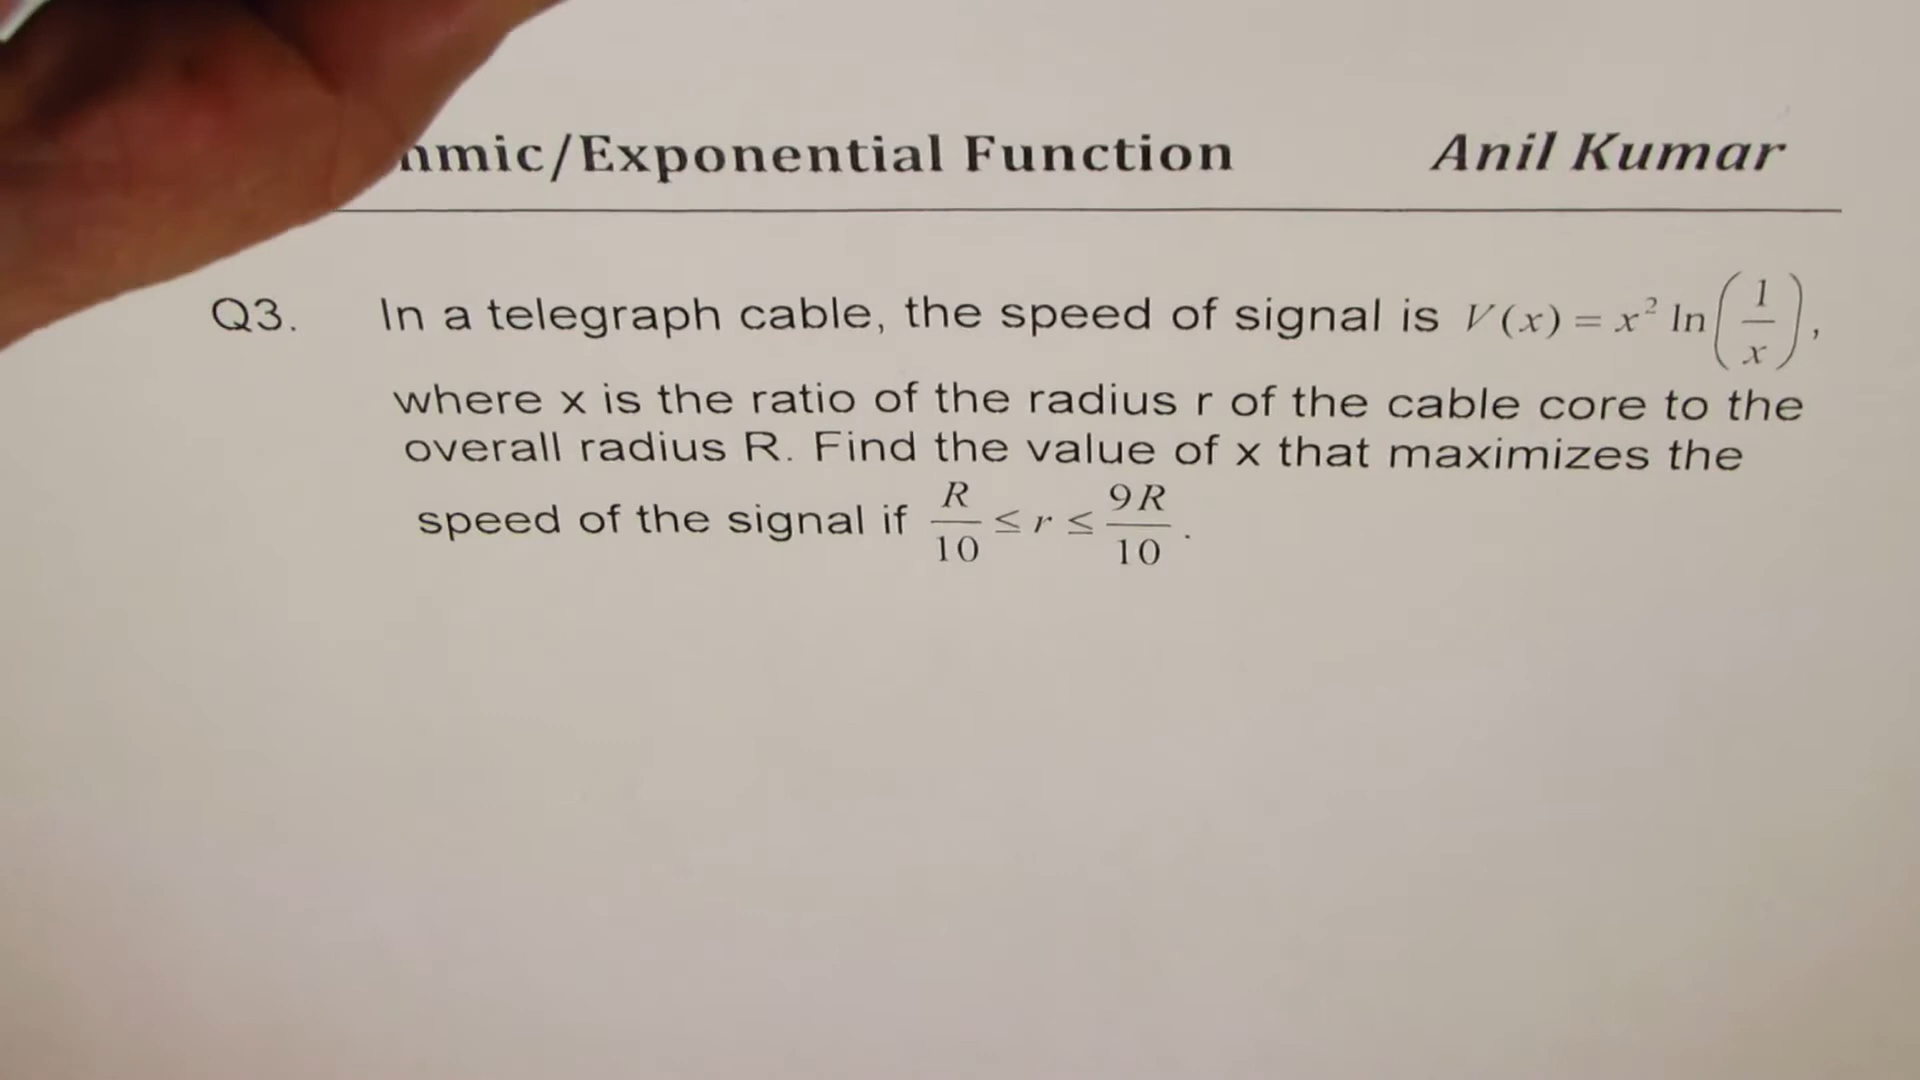 /Exponential Function Anil Kumar
Q3. In a telegraph cable, the speed of signal is V(x) = x² ln(1/x),
where x is the ratio of the radius r of the cable core to the
overall radius R. Find the value of x that maximizes the
speed of the signal if R/10 ≤ r ≤ 9R/10.